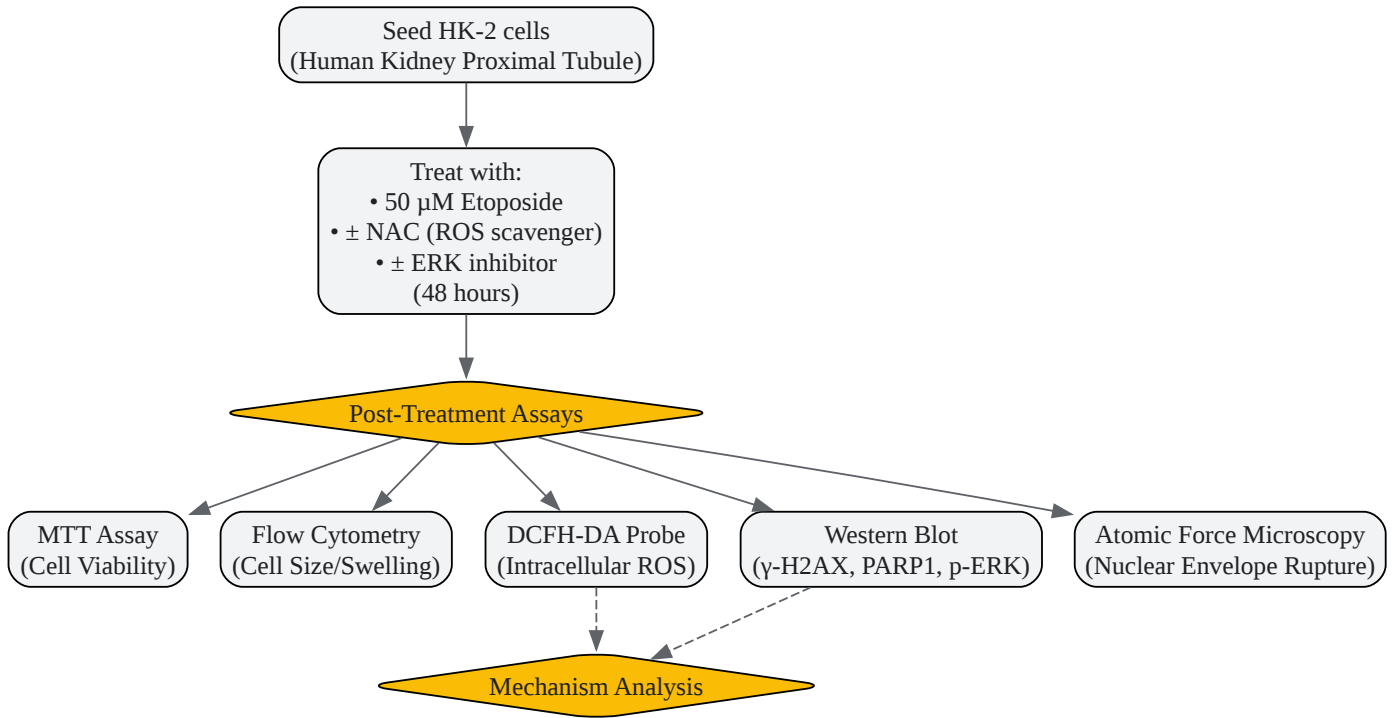 Seed HK-2 cells
(Human Kidney Proximal Tubule)
Treat with:
• 50 µM Etoposide
• ± NAC (ROS scavenger)
• ± ERK inhibitor
(48 hours)
Post-Treatment Assays
MTT Assay
(Cell Viability)
Flow Cytometry
(Cell Size/Swelling)
DCFH-DA Probe
(Intracellular ROS)
Western Blot
(γ-H2AX, PARP1, p-ERK)
Atomic Force Microscopy
(Nuclear Envelope Rupture)
Mechanism Analysis